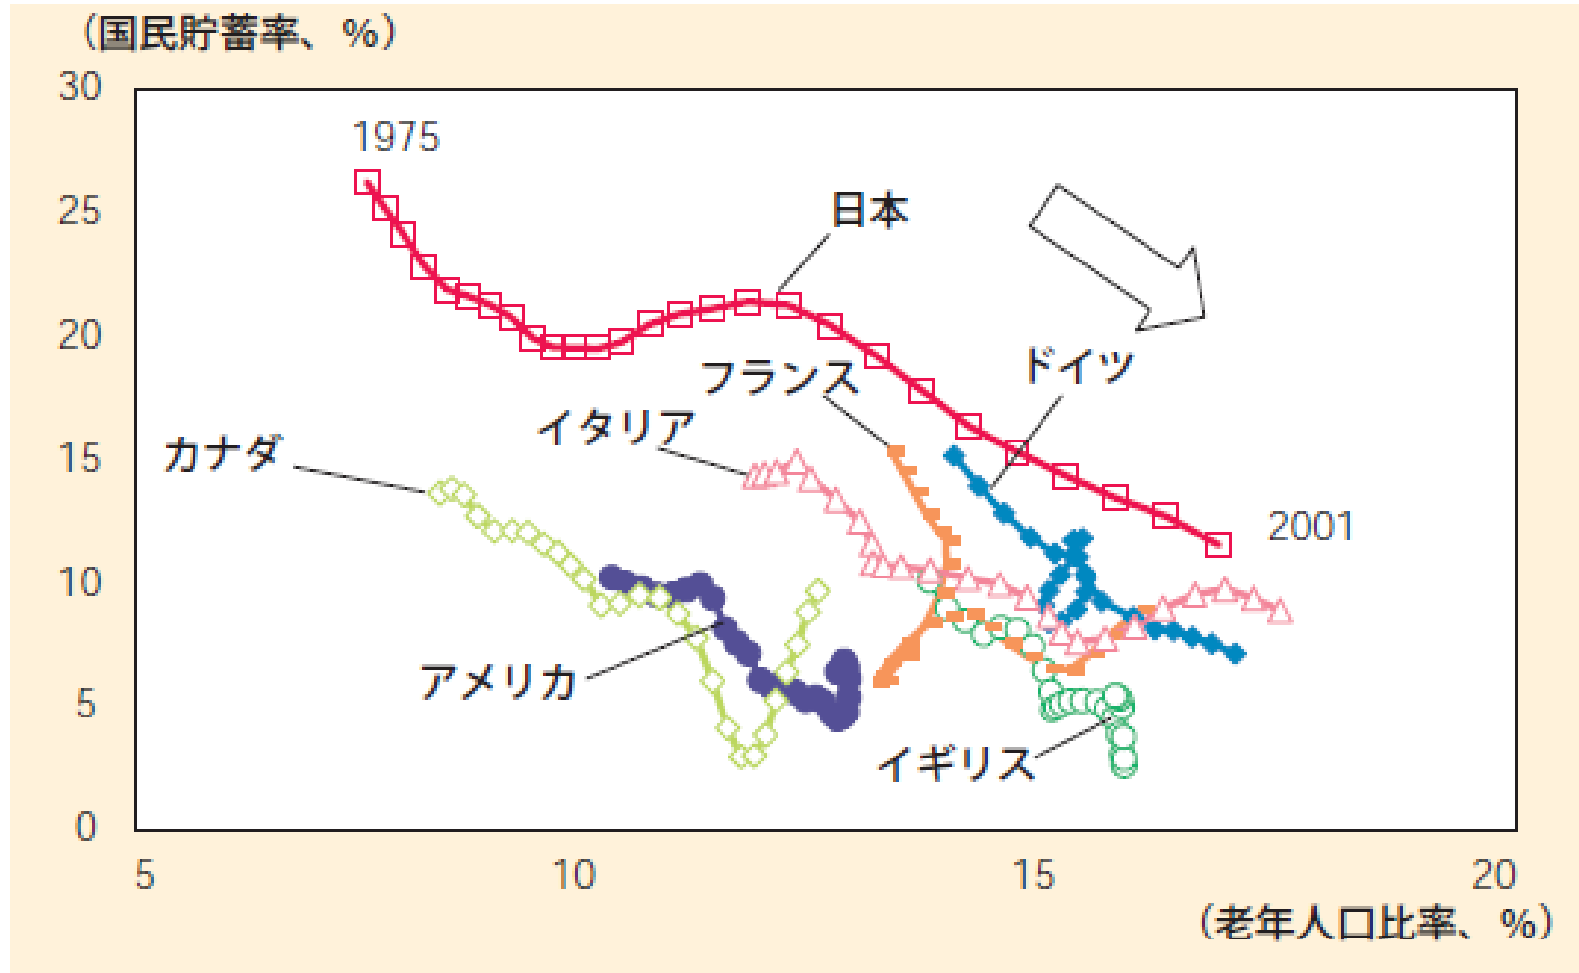 （国民貯蓄率、%）
30
1975
25
日本
20
ドイツ
フランス
イタリア
カナダ
15
2001
10
アメリカ
5
イギリス
0
5 10 15 20
（老年人口比率、%）